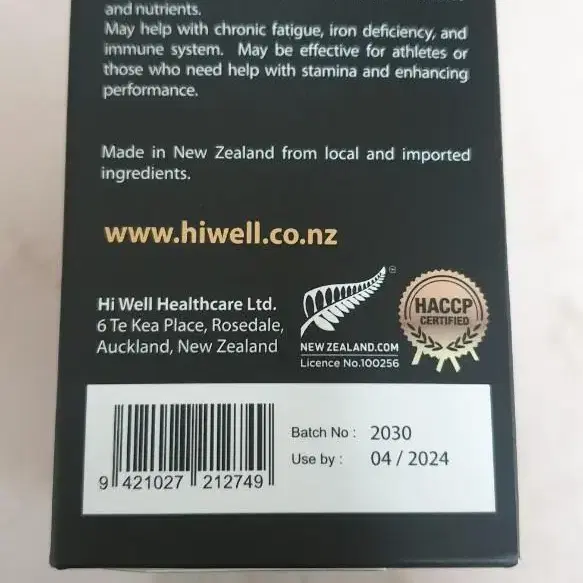 and nutrients.
May help with chronic fatigue, iron deficiency, and
immune system. May be effective for athletes or
those who need help with stamina and enhancing
performance.
Made in New Zealand from local and imported
ingredients.
www.hiwell.co.nz
Hi Well Healthcare Ltd.
6 Te Kea Place, Rosedale,
Auckland, New Zealand
NEW ZEALAND.COM
Licence No.100256
HACCP
CERTIFIED
Batch No : 2030
Use by : 04 / 2024
9 421027 212749